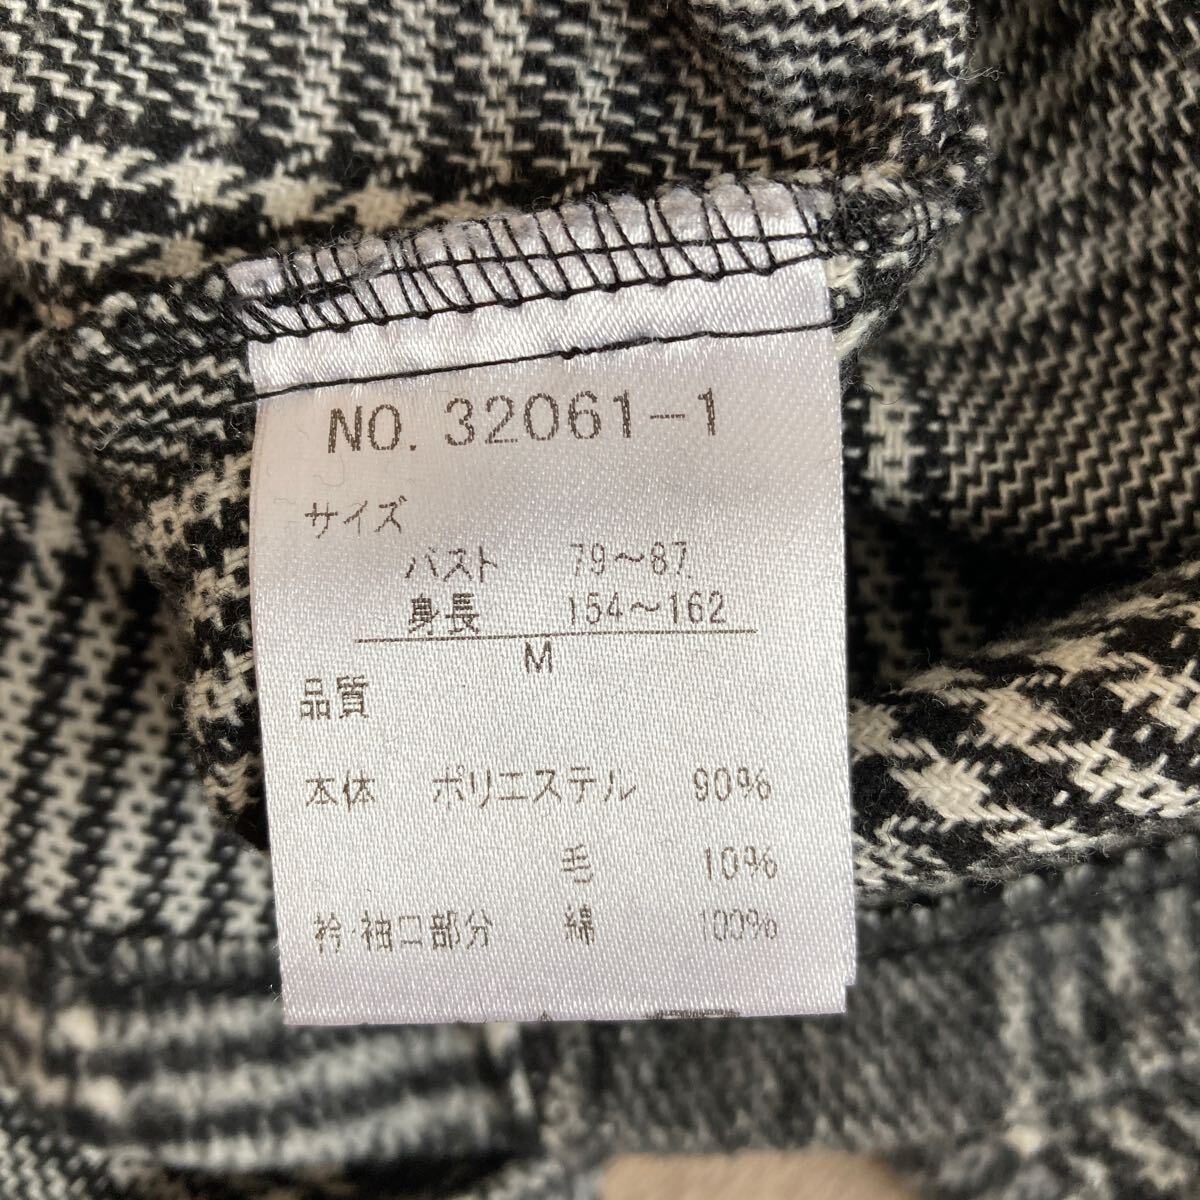 NO. 32061-1
サイズ
バスト 79～87
身長 154～162
M
品質
本体 ポリエステル 90%
毛 10%
衿・袖口部分 綿 100%